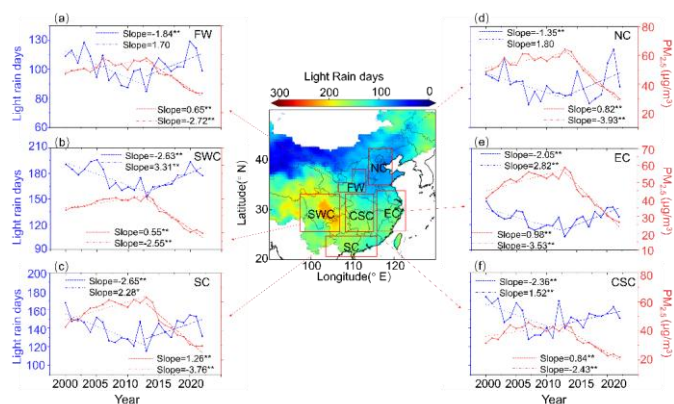 (a) FW
Slope=-1.84**
Slope=1.70
Slope=0.65**
Slope=-2.72**
140
120
100
80
60
(b) SWC
Slope=-2.63**
Slope=3.31**
Slope=0.55**
Slope=-2.55**
210
180
150
120
90
(c) SC
Slope=-2.65**
Slope=2.28*
Slope=1.26**
Slope=-3.76**
200
180
160
140
120
100
2000 2005 2010 2015 2020
Year
Light rain days
Light rain days
Light rain days
Light Rain days
300 200 100 0
NC
FW
SWC
CSC
EC
SC
40
30
20
100 110 120
Latitude(° N)
Longitude(° E)
(d) NC
Slope=-1.35**
Slope=1.80
Slope=0.82**
Slope=-3.93**
80
60
40
20
(e) EC
Slope=-2.05**
Slope=2.82**
Slope=0.98**
Slope=-3.53**
70
60
50
40
30
20
(f) CSC
Slope=-2.36**
Slope=1.52**
Slope=0.84**
Slope=-2.43**
80
60
40
20
2000 2005 2010 2015 2020
Year
PM2.5 (μg/m³)
PM2.5 (μg/m³)
PM2.5 (μg/m³)